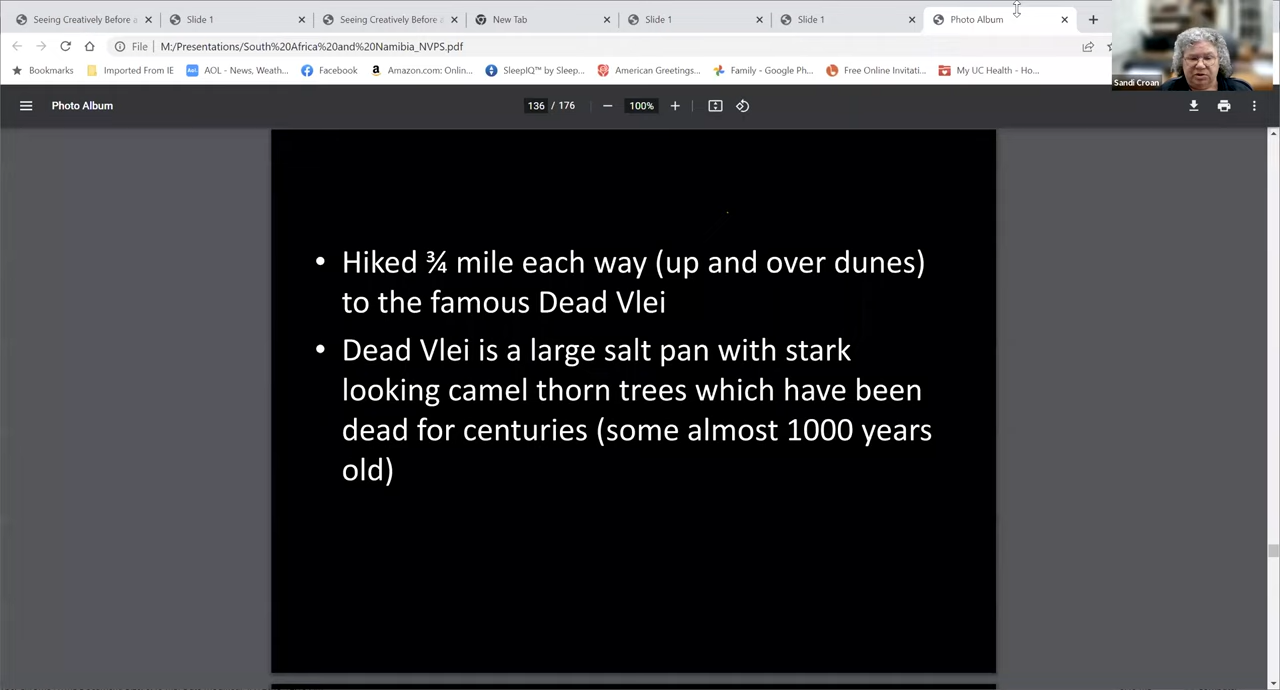 Seeing Creatively Before a
Slide 1
Seeing Creatively Before a
New Tab
Slide 1
Slide 1
Photo Album
File
M:/Presentations/South%20Africa%20and%20Namibia_NVPS.pdf
Bookmarks
Imported From IE
AOL - News, Weath...
Facebook
Amazon.com: Onlin...
SleepIQ™ by Sleep...
American Greetings...
Family - Google Ph...
Free Online Invitati...
My UC Health - Ho...
Sandi Croan
Photo Album
136 / 176
100%
• Hiked ¾ mile each way (up and over dunes)
to the famous Dead Vlei
• Dead Vlei is a large salt pan with stark
looking camel thorn trees which have been
dead for centuries (some almost 1000 years
old)